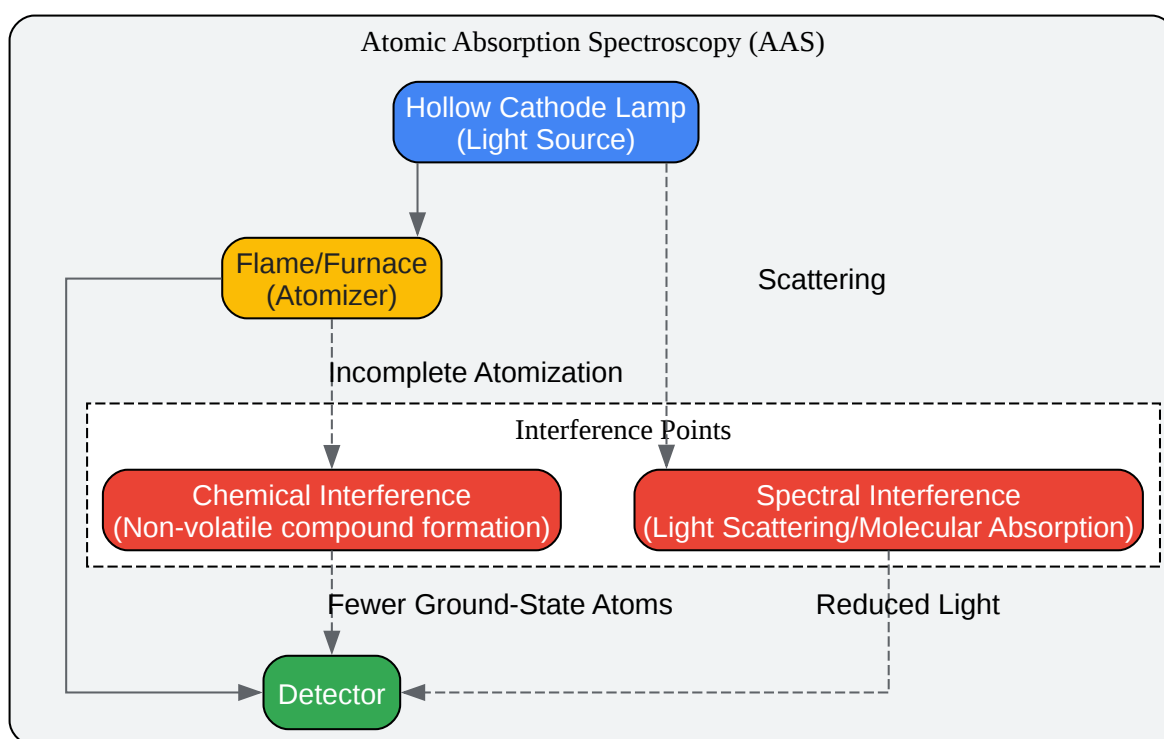 Atomic Absorption Spectroscopy (AAS)
Hollow Cathode Lamp
(Light Source)
Flame/Furnace
(Atomizer)
Scattering
Incomplete Atomization
Interference Points
Chemical Interference
(Non-volatile compound formation)
Spectral Interference
(Light Scattering/Molecular Absorption)
Fewer Ground-State Atoms
Reduced Light
Detector